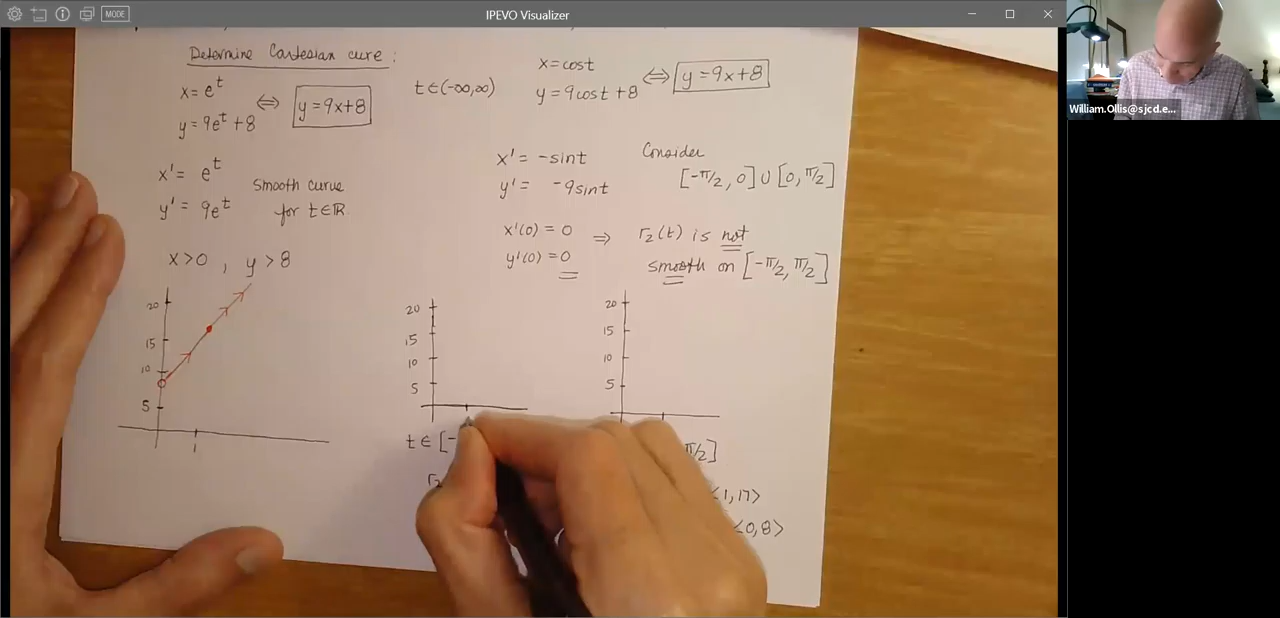 MODE
IPEVO Visualizer
William.Ollis@sjcd.e...
Determine Cartesian cure :
x = e^t
y = 9e^t + 8
⇔ y = 9x+8
t ∈ (-∞,∞)
x = cost
y = 9cost + 8
⇔ y = 9x+8
x' = e^t
y' = 9e^t
Smooth curve
for t∈ℝ
x>0 , y>8
x' = -sint
y' = -9sint
Consider
[-π/2, 0] ∪ [0, π/2]
x'(0) = 0
y'(0) = 0
⇒ r₂(t) is not
smooth on [-π/2, π/2]
20
15
10
5
20
15
10
5
t ∈ [-
r₂
20
15
10
5
π/2]
<1,17>
<0,8>